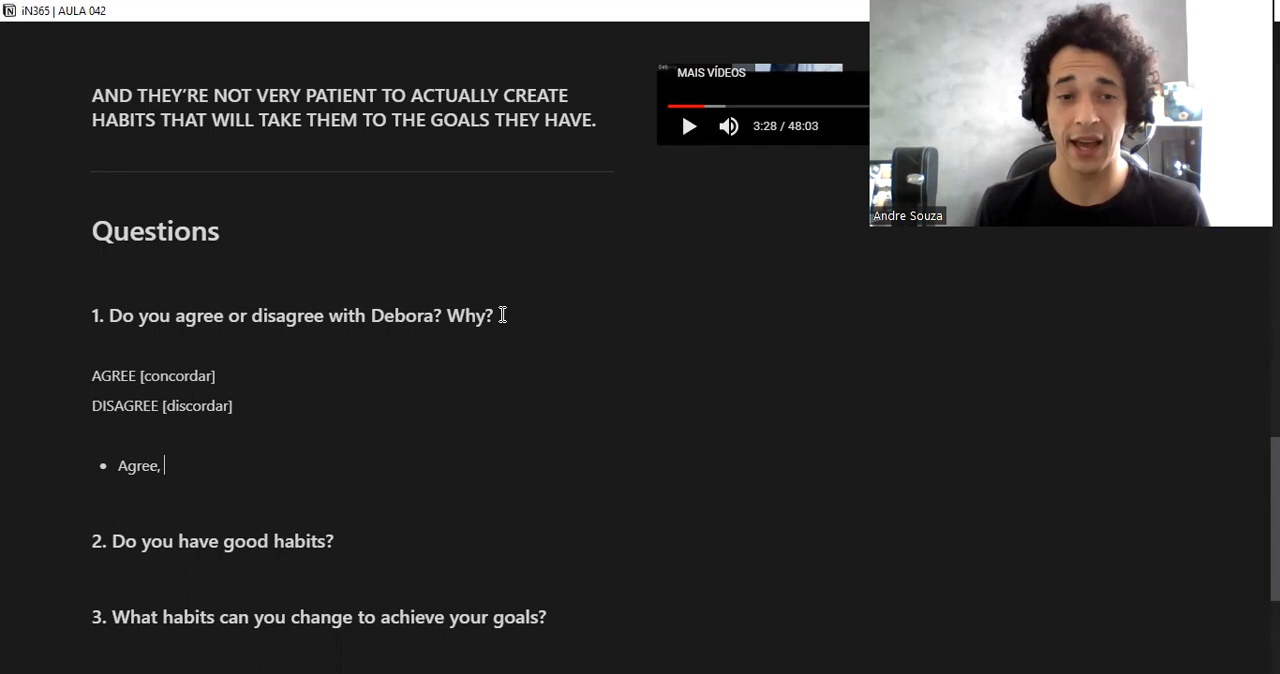 iN365 | AULA 042
AND THEY'RE NOT VERY PATIENT TO ACTUALLY CREATE
HABITS THAT WILL TAKE THEM TO THE GOALS THEY HAVE.
MAIS VÍDEOS
3:28 / 48:03
Andre Souza
Questions
1. Do you agree or disagree with Debora? Why?
AGREE [concordar]
DISAGREE [discordar]
• Agree,
2. Do you have good habits?
3. What habits can you change to achieve your goals?